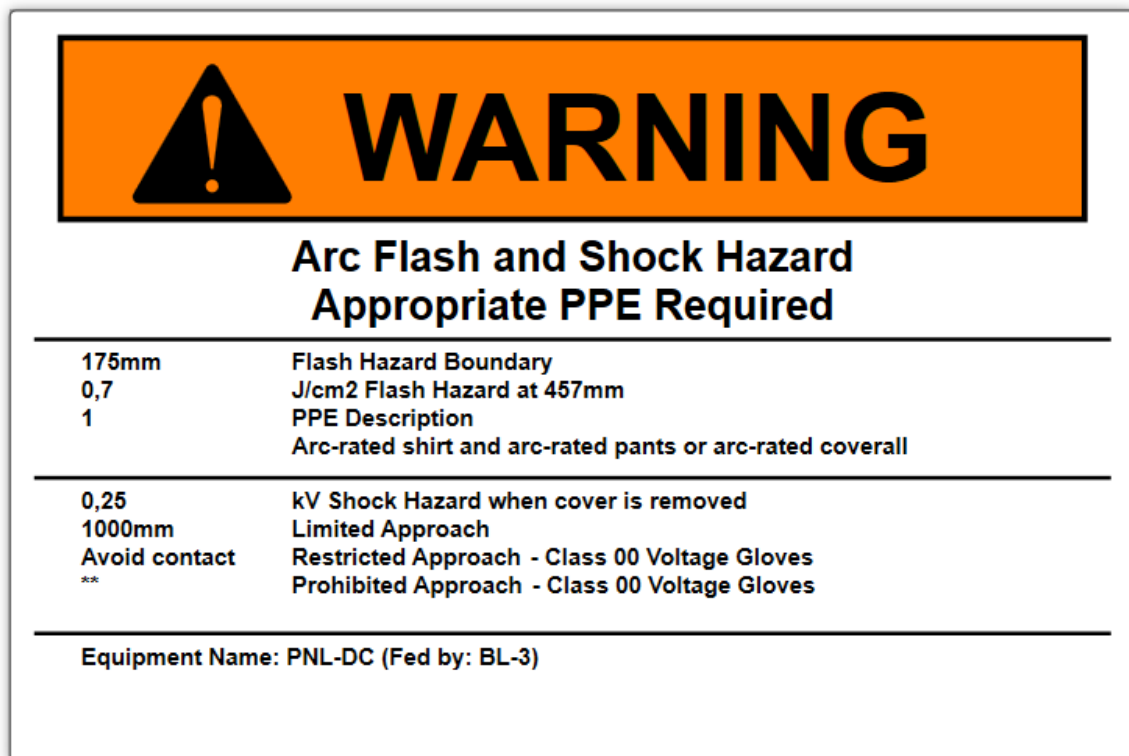 WARNING
Arc Flash and Shock Hazard
Appropriate PPE Required
175mm Flash Hazard Boundary
0,7 J/cm2 Flash Hazard at 457mm
1 PPE Description
Arc-rated shirt and arc-rated pants or arc-rated coverall
0,25 kV Shock Hazard when cover is removed
1000mm Limited Approach
Avoid contact Restricted Approach - Class 00 Voltage Gloves
** Prohibited Approach - Class 00 Voltage Gloves
Equipment Name: PNL-DC (Fed by: BL-3)